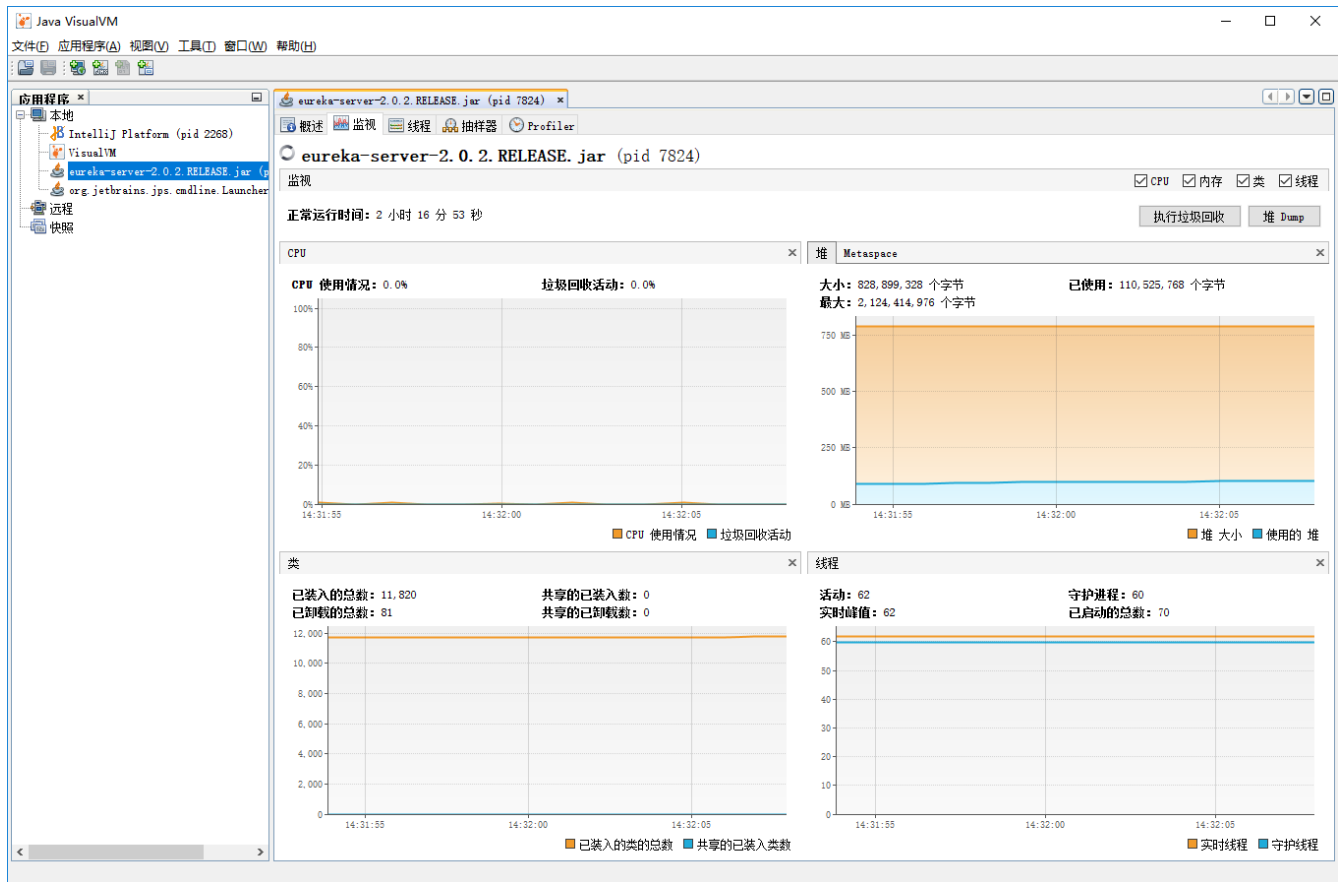 Java VisualVM
文件(F) 应用程序(A) 视图(V) 工具(T) 窗口(W) 帮助(H)
应用程序
本地
IntelliJ Platform (pid 2268)
VisualVM
eureka-server-2.0.2.RELEASE.jar (p
org.jetbrains.jps.cmdline.Launcher
远程
快照
eureka-server-2.0.2.RELEASE.jar (pid 7824)
概述 监视 线程 抽样器 Profiler
eureka-server-2.0.2.RELEASE.jar (pid 7824)
监视 CPU 内存 类 线程
正常运行时间: 2 小时 16 分 53 秒 执行垃圾回收 堆 Dump
CPU
CPU 使用情况: 0.0% 垃圾回收活动: 0.0%
100%
80%
60%
40%
20%
0%
14:31:55 14:32:00 14:32:05
CPU 使用情况 垃圾回收活动
堆 Metaspace
大小: 828,899,328 个字节 已使用: 110,525,768 个字节
最大: 2,124,414,976 个字节
750 MB
500 MB
250 MB
0 MB
14:31:55 14:32:00 14:32:05
堆 大小 使用的 堆
类
已装入的总数: 11,820 共享的已装入数: 0
已卸载的总数: 81 共享的已卸载数: 0
12,000
10,000
8,000
6,000
4,000
2,000
0
14:31:55 14:32:00 14:32:05
已装入的类的总数 共享的已装入类数
线程
活动: 62 守护进程: 60
实时峰值: 62 已启动的总数: 70
60
50
40
30
20
10
0
14:31:55 14:32:00 14:32:05
实时线程 守护线程